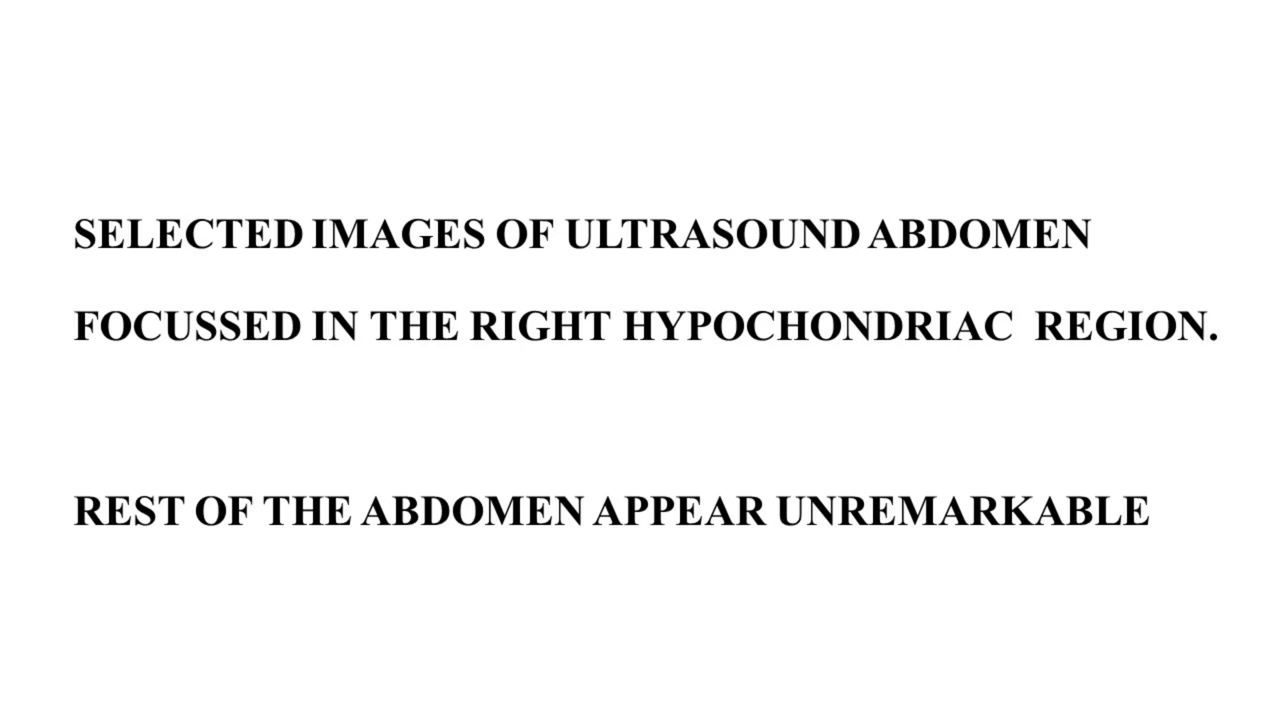 SELECTED IMAGES OF ULTRASOUND ABDOMEN
FOCUSSED IN THE RIGHT HYPOCHONDRIAC REGION.
REST OF THE ABDOMEN APPEAR UNREMARKABLE